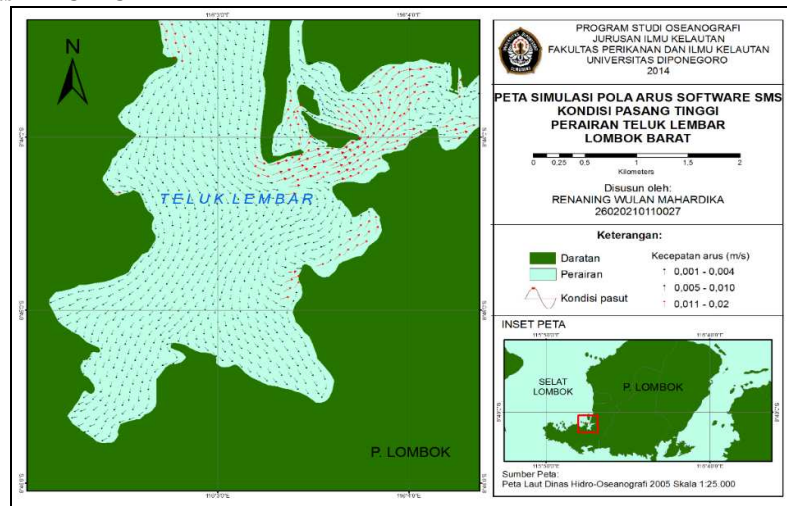 N
TELUK LEMBAR
P. LOMBOK
PROGRAM STUDI OSEANOGRAFI
JURUSAN ILMU KELAUTAN
FAKULTAS PERIKANAN DAN ILMU KELAUTAN
UNIVERSITAS DIPONEGORO
2014
PETA SIMULASI POLA ARUS SOFTWARE SMS
KONDISI PASANG TINGGI
PERAIRAN TELUK LEMBAR
LOMBOK BARAT
0 0.25 0.5 1 1.5 2
Kilometers
Disusun oleh:
RENANING WULAN MAHARDIKA
26020210110027
Keterangan:
Daratan
Perairan
Kondisi pasut
Kecepatan arus (m/s)
0,001 - 0,004
0,005 - 0,010
0,011 - 0,02
INSET PETA
SELAT
LOMBOK
P. LOMBOK
Sumber Peta:
Peta Laut Dinas Hidro-Oseanografi 2005 Skala 1:25.000